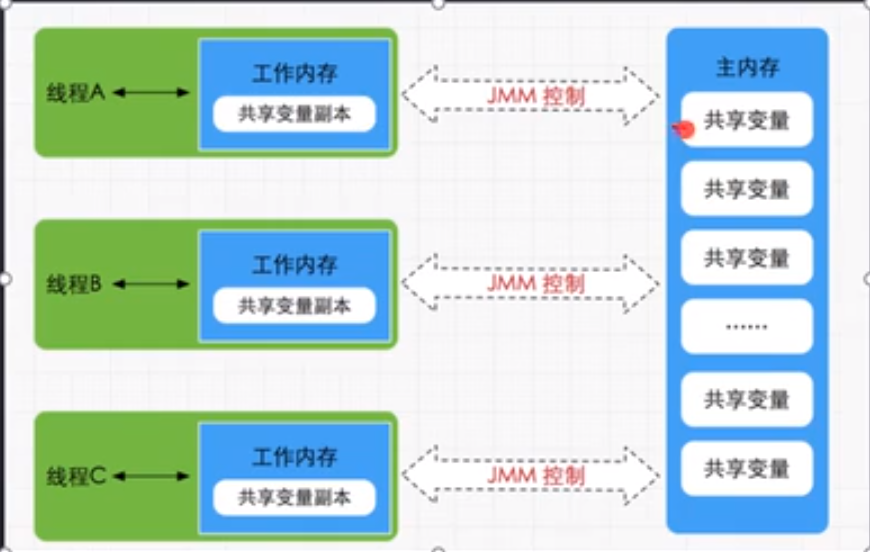 线程A
工作内存
共享变量副本
JMM 控制
线程B
工作内存
共享变量副本
JMM 控制
线程C
工作内存
共享变量副本
JMM 控制
主内存
共享变量
共享变量
共享变量
……
共享变量
共享变量